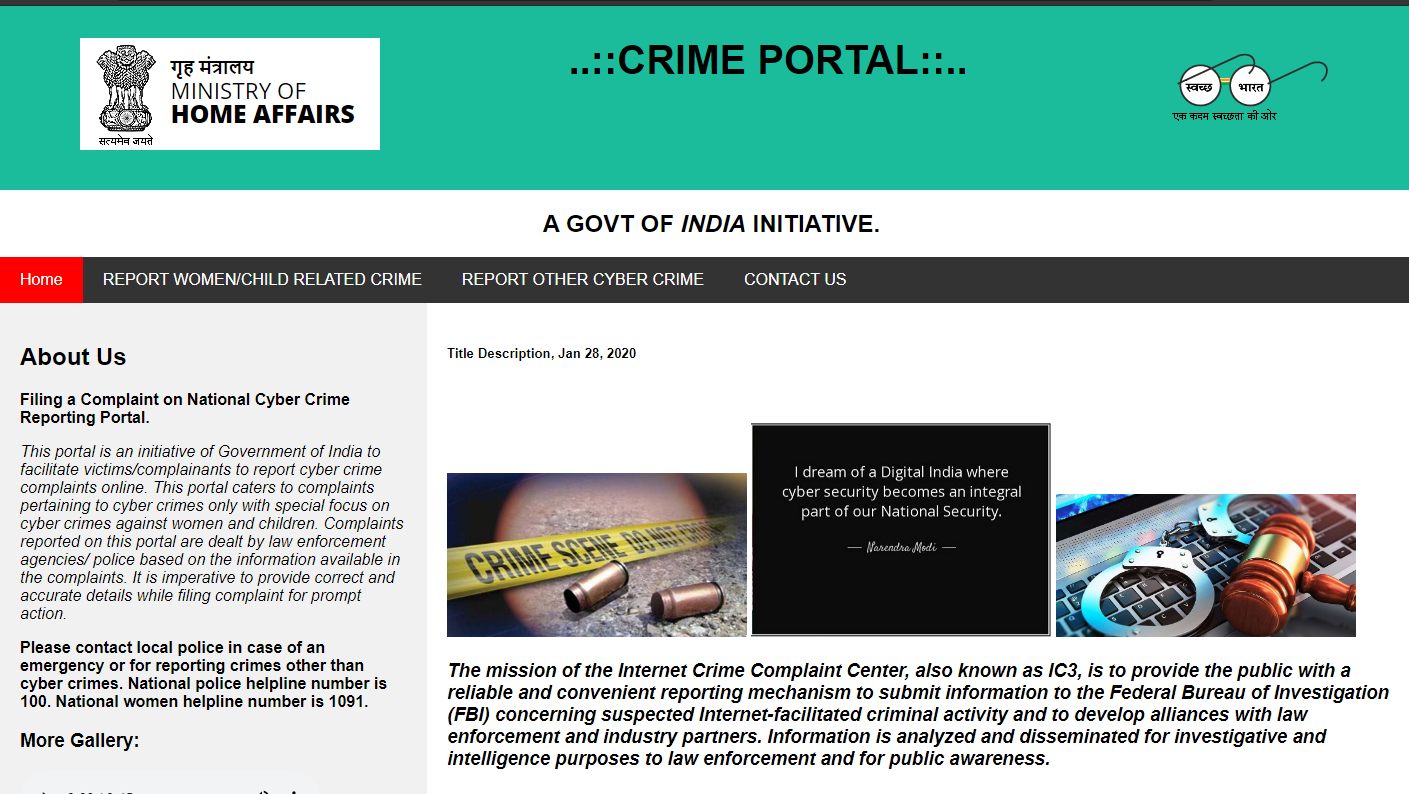 गृह मंत्रालय
MINISTRY OF
HOME AFFAIRS
सत्यमेव जयते
..::CRIME PORTAL::..
स्वच्छ भारत
एक कदम स्वच्छता की ओर
A GOVT OF INDIA INITIATIVE.
Home REPORT WOMEN/CHILD RELATED CRIME REPORT OTHER CYBER CRIME CONTACT US
About Us
Filing a Complaint on National Cyber Crime
Reporting Portal.
This portal is an initiative of Government of India to
facilitate victims/complainants to report cyber crime
complaints online. This portal caters to complaints
pertaining to cyber crimes only with special focus on
cyber crimes against women and children. Complaints
reported on this portal are dealt by law enforcement
agencies/ police based on the information available in
the complaints. It is imperative to provide correct and
accurate details while filing complaint for prompt
action.
Please contact local police in case of an
emergency or for reporting crimes other than
cyber crimes. National police helpline number is
100. National women helpline number is 1091.
More Gallery:
Title Description, Jan 28, 2020
CRIME SCENE DO NOT CROSS
I dream of a Digital India where
cyber security becomes an integral
part of our National Security.
— Narendra Modi —
The mission of the Internet Crime Complaint Center, also known as IC3, is to provide the public with a
reliable and convenient reporting mechanism to submit information to the Federal Bureau of Investigation
(FBI) concerning suspected Internet-facilitated criminal activity and to develop alliances with law
enforcement and industry partners. Information is analyzed and disseminated for investigative and
intelligence purposes to law enforcement and for public awareness.